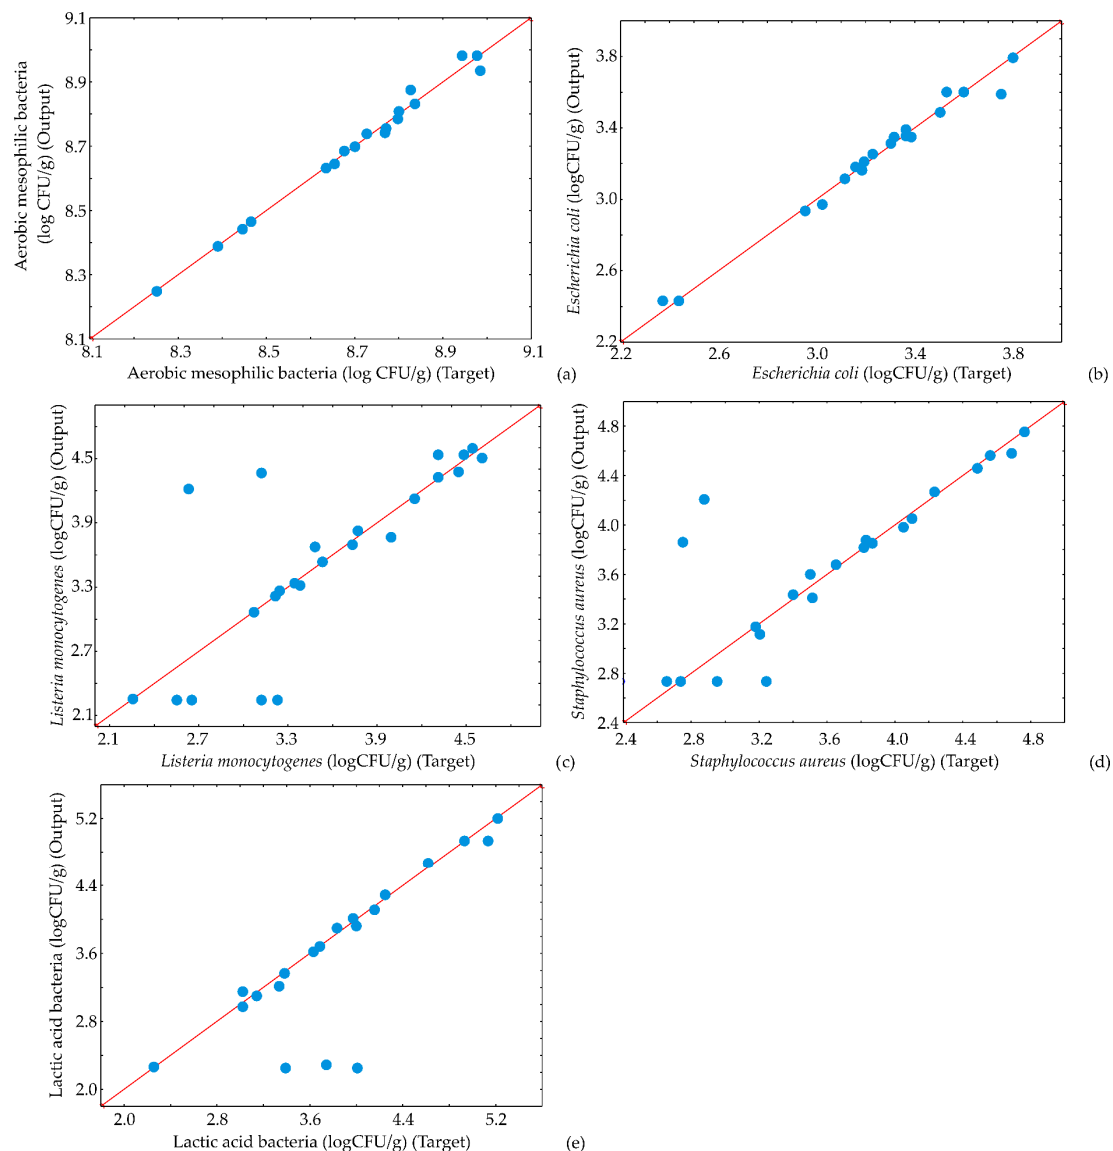 9.1
8.9
8.7
8.5
8.3
8.1
Aerobic mesophilic bacteria
(log CFU/g) (Output)
8.1 8.3 8.5 8.7 8.9 9.1
Aerobic mesophilic bacteria (log CFU/g) (Target)
(a)
3.8
3.4
3.0
2.6
2.2
Escherichia coli (logCFU/g) (Output)
2.2 2.6 3.0 3.4 3.8
Escherichia coli (logCFU/g) (Target)
(b)
4.5
3.9
3.3
2.7
2.1
Listeria monocytogenes (logCFU/g) (Output)
2.1 2.7 3.3 3.9 4.5
Listeria monocytogenes (logCFU/g) (Target)
(c)
4.8
4.4
4.0
3.6
3.2
2.8
2.4
Staphylococcus aureus (logCFU/g) (Output)
2.4 2.8 3.2 3.6 4.0 4.4 4.8
Staphylococcus aureus (logCFU/g) (Target)
(d)
5.2
4.4
3.6
2.8
2.0
Lactic acid bacteria (logCFU/g) (Output)
2.0 2.8 3.6 4.4 5.2
Lactic acid bacteria (logCFU/g) (Target)
(e)